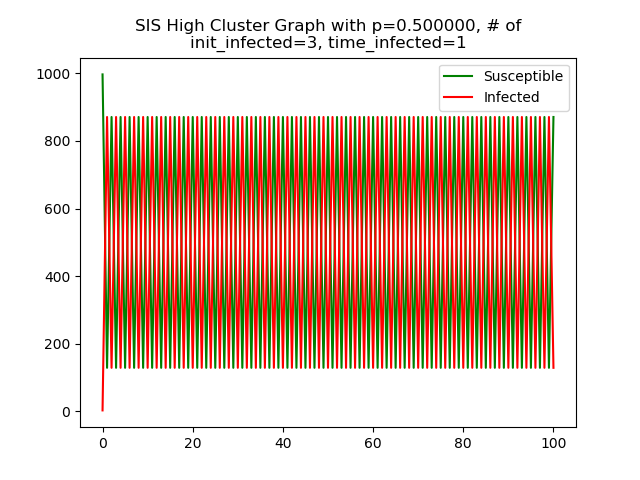 SIS High Cluster Graph with p=0.500000, # of
init_infected=3, time_infected=1
1000
800
600
400
200
0
Susceptible
Infected
0 20 40 60 80 100